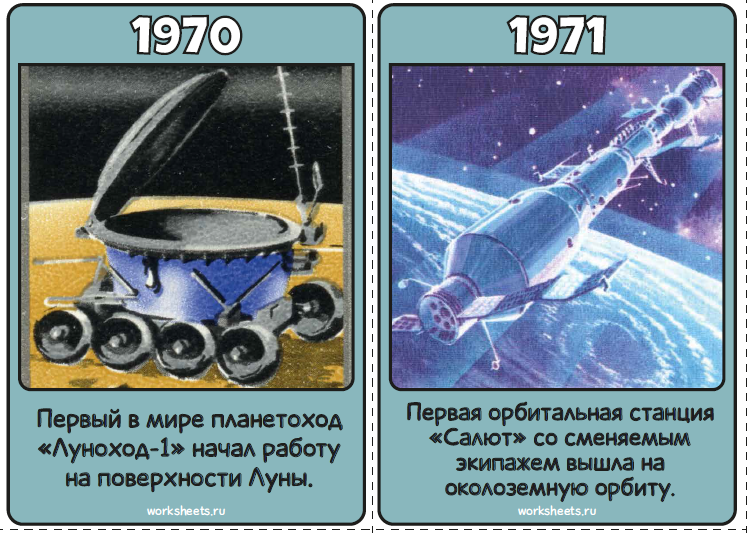 1970
Первый в мире планетоход
«Луноход-1» начал работу
на поверхности Луны.
worksheets.ru
1971
Первая орбитальная станция
«Салют» со сменяемым
экипажем вышла на
околоземную орбиту.
worksheets.ru